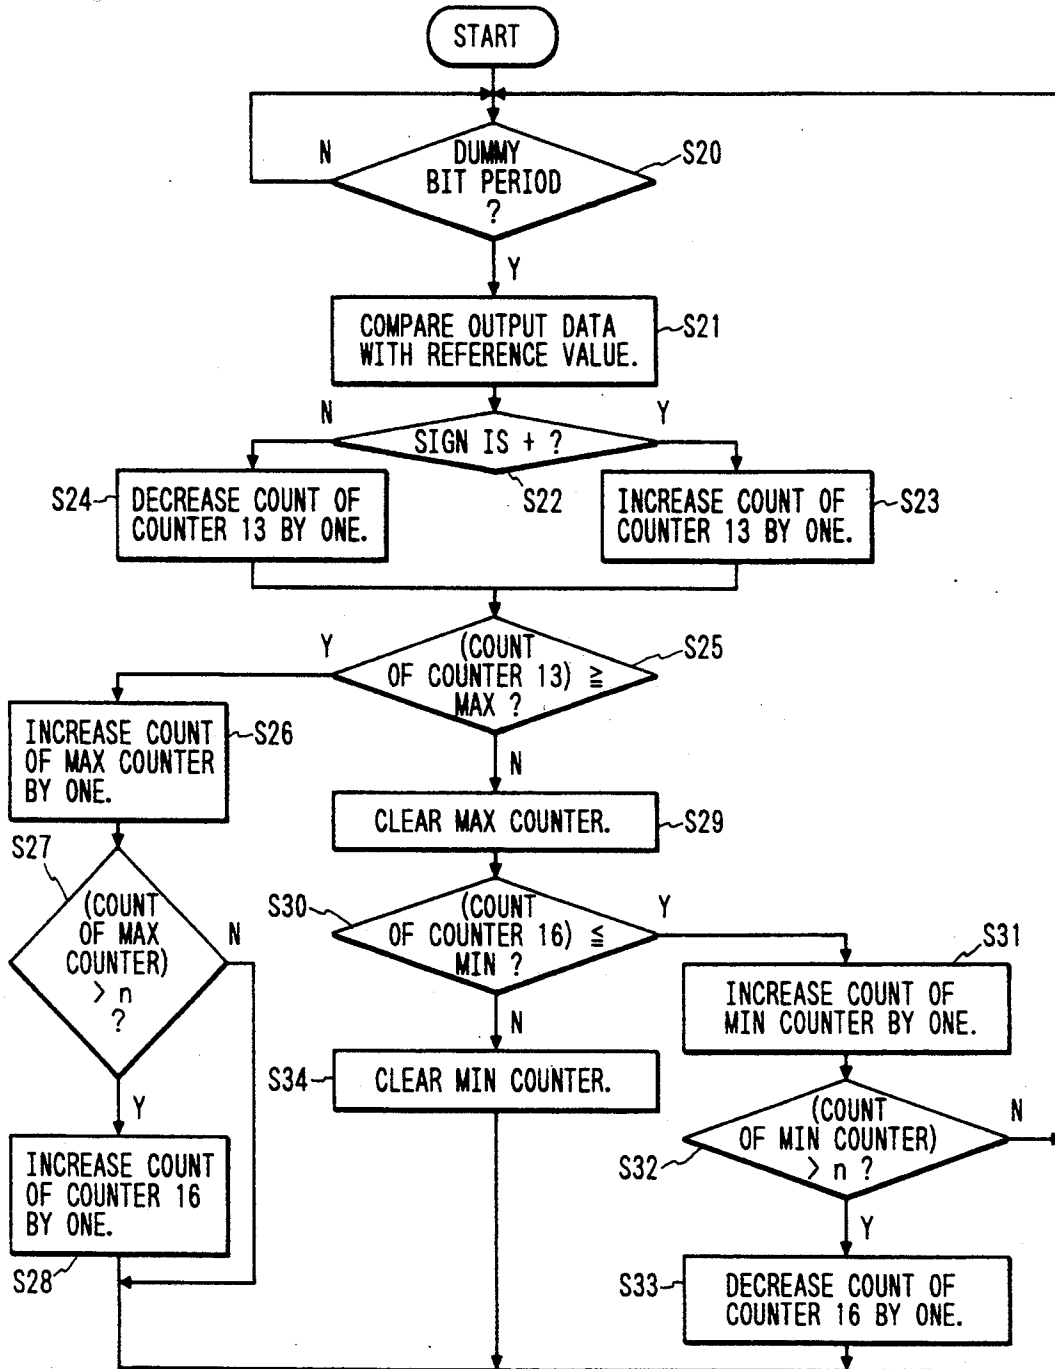 START
N
DUMMY
BIT PERIOD
?
S20
Y
COMPARE OUTPUT DATA
WITH REFERENCE VALUE.
S21
N
SIGN IS + ?
Y
S22
S24
DECREASE COUNT OF
COUNTER 13 BY ONE.
INCREASE COUNT OF
COUNTER 13 BY ONE.
S23
Y
(COUNT
OF COUNTER 13) ≧
MAX ?
S25
N
INCREASE COUNT
OF MAX COUNTER
BY ONE.
S26
CLEAR MAX COUNTER.
S29
S27
(COUNT
OF MAX
COUNTER)
> n
?
N
Y
S30
(COUNT
OF COUNTER 16) ≦
MIN ?
Y
N
S31
INCREASE COUNT OF
MIN COUNTER BY ONE.
S34
CLEAR MIN COUNTER.
(COUNT
OF MIN COUNTER)
> n ?
N
S32
Y
INCREASE COUNT
OF COUNTER 16
BY ONE.
S28
S33
DECREASE COUNT OF
COUNTER 16 BY ONE.